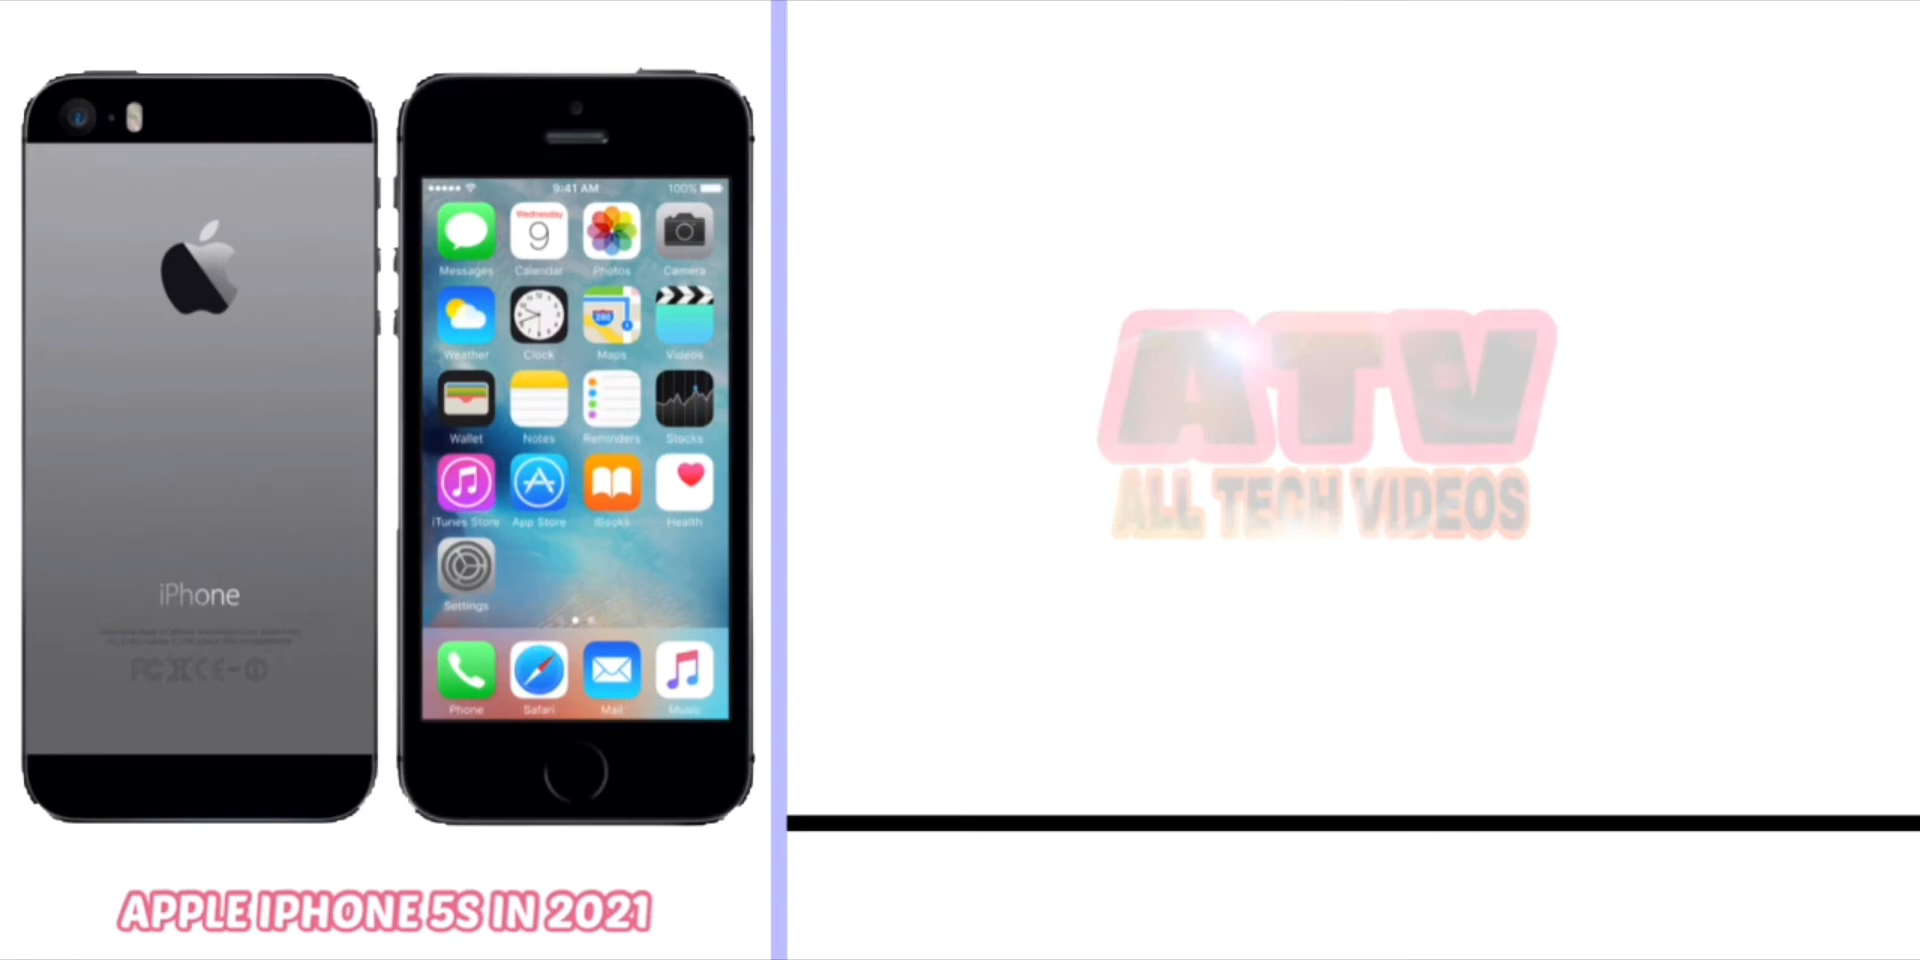 iPhone
9:41 AM 100%
Wednesday
9
Messages Calendar Photos Camera
280
Weather Clock Maps Videos
Wallet Notes Reminders Stocks
iTunes Store App Store iBooks Health
Settings
Phone Safari Mail Music
APPLE IPHONE 5S IN 2021
ATV
ALL TECH VIDEOS